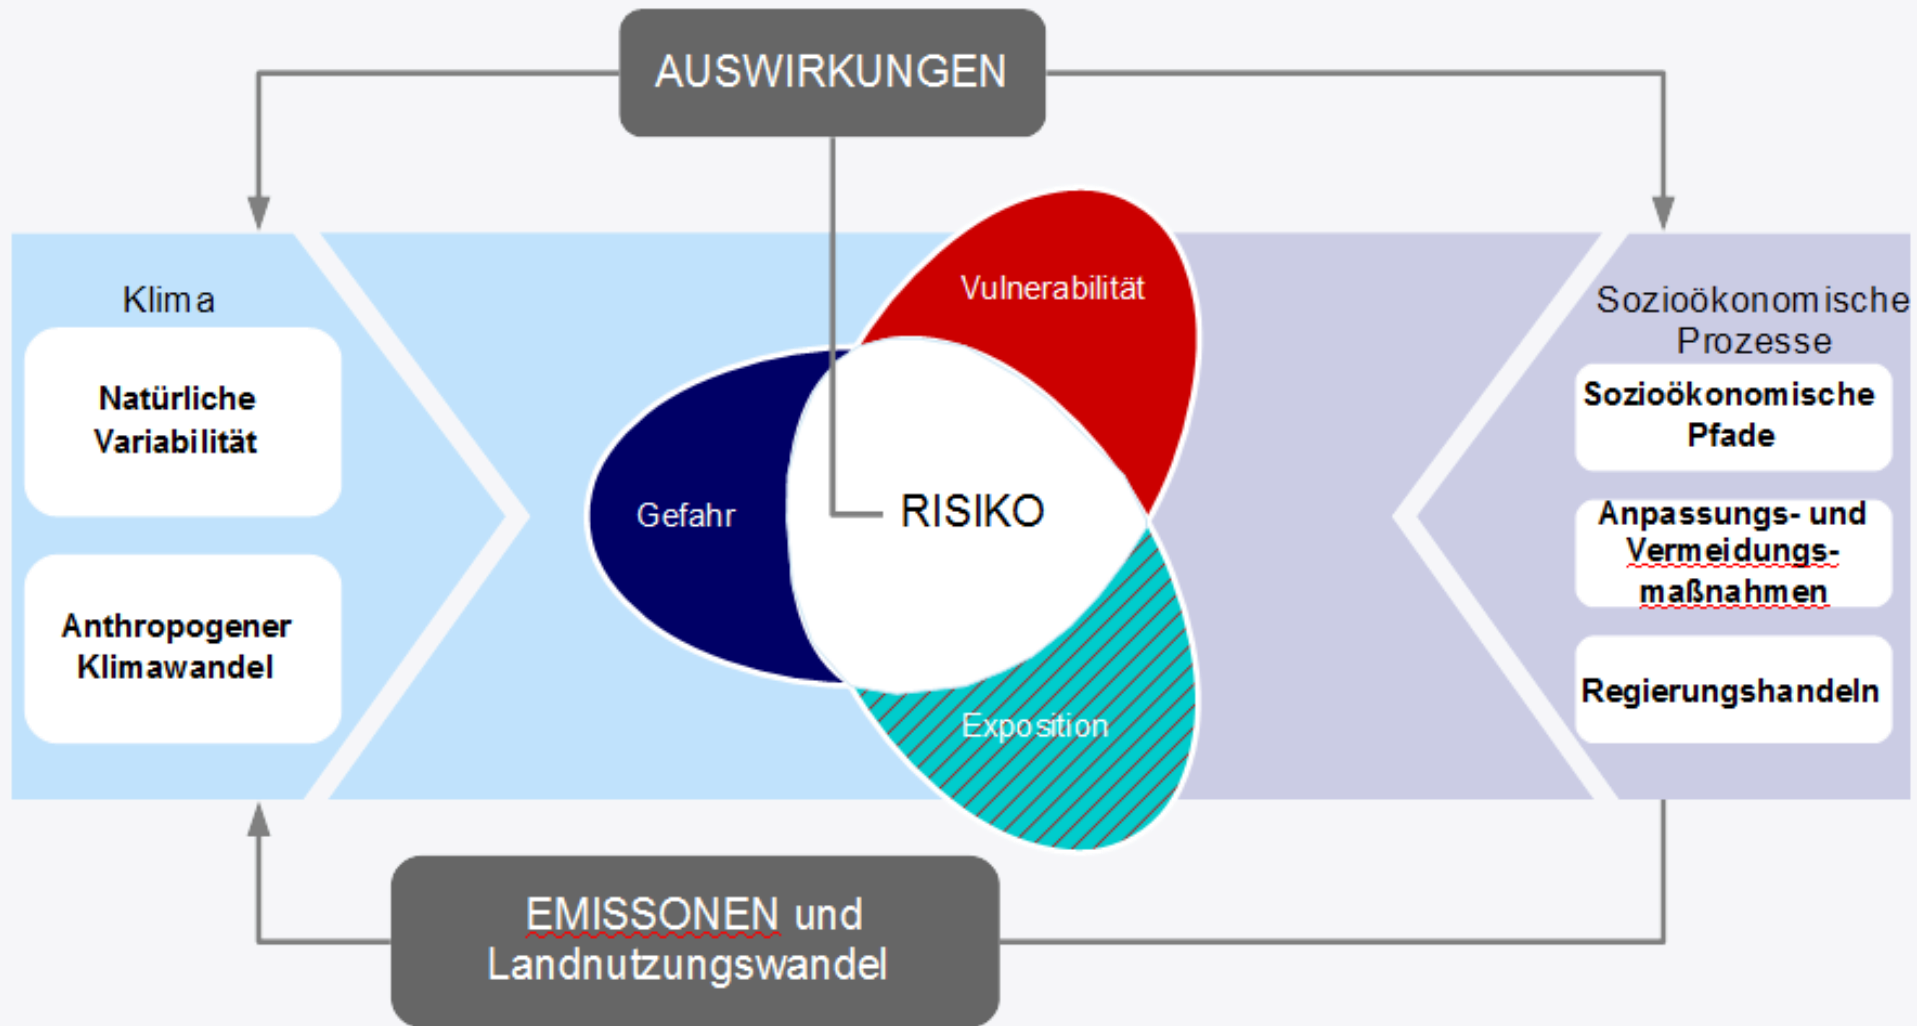 AUSWIRKUNGEN
Klima
Natürliche
Variabilität
Anthropogener
Klimawandel
Vulnerabilität
Gefahr
RISIKO
Exposition
Sozioökonomische
Prozesse
Sozioökonomische
Pfade
Anpassungs- und
Vermeidungs-
maßnahmen
Regierungshandeln
EMISSONEN und
Landnutzungswandel